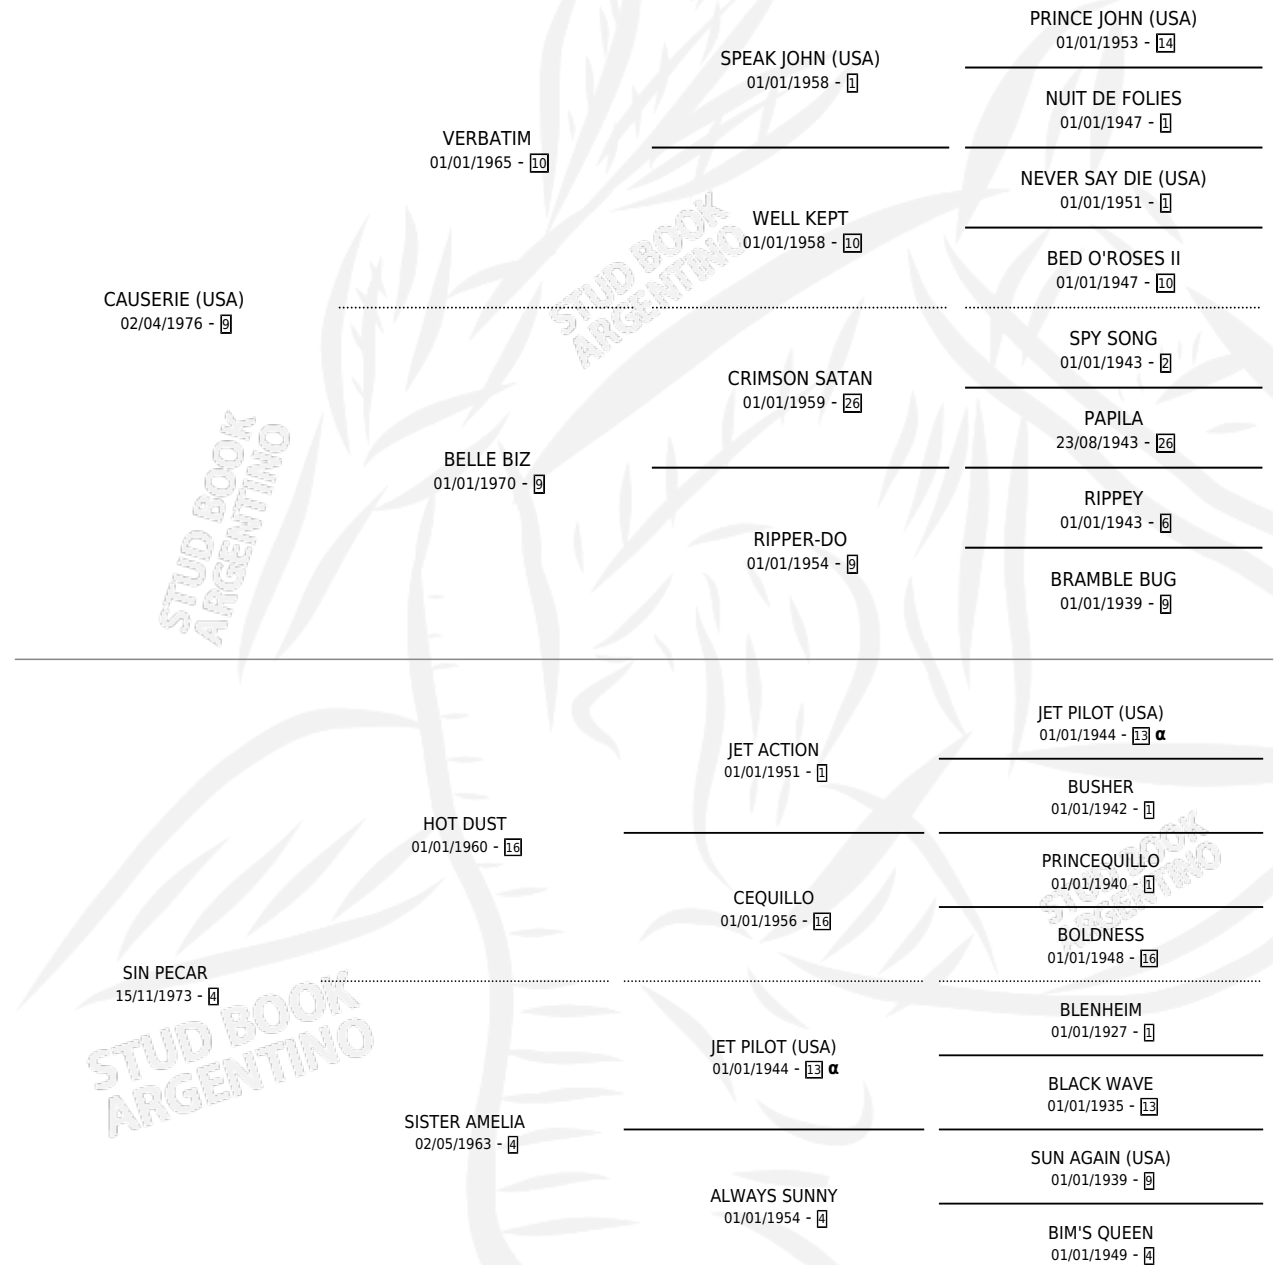 PRINCE JOHN (USA)
01/01/1953 - 14
SPEAK JOHN (USA)
01/01/1958 - 1
NUIT DE FOLIES
01/01/1947 - 1
VERBATIM
01/01/1965 - 10
NEVER SAY DIE (USA)
01/01/1951 - 1
WELL KEPT
01/01/1958 - 10
BED O'ROSES II
01/01/1947 - 10
STUD BOOK
ARGENTINO
CAUSERIE (USA)
02/04/1976 - 9
SPY SONG
01/01/1943 - 2
CRIMSON SATAN
01/01/1959 - 26
PAPILA
23/08/1943 - 26
BELLE BIZ
01/01/1970 - 9
RIPPEY
01/01/1943 - 6
RIPPER-DO
01/01/1954 - 9
BRAMBLE BUG
01/01/1939 - 9
STUD BOOK
ARGENTINO
JET PILOT (USA)
01/01/1944 - 13 α
JET ACTION
01/01/1951 - 1
BUSHER
01/01/1942 - 1
HOT DUST
01/01/1960 - 16
PRINCEQUILLO
01/01/1940 - 1
CEQUILLO
01/01/1956 - 16
BOLDNESS
01/01/1948 - 16
STUD BOOK
ARGENTINO
SIN PECAR
15/11/1973 - 4
BLENHEIM
01/01/1927 - 1
JET PILOT (USA)
01/01/1944 - 13 α
BLACK WAVE
01/01/1935 - 13
STUD BOOK
ARGENTINO
SISTER AMELIA
02/05/1963 - 4
SUN AGAIN (USA)
01/01/1939 - 9
ALWAYS SUNNY
01/01/1954 - 4
BIM'S QUEEN
01/01/1949 - 4